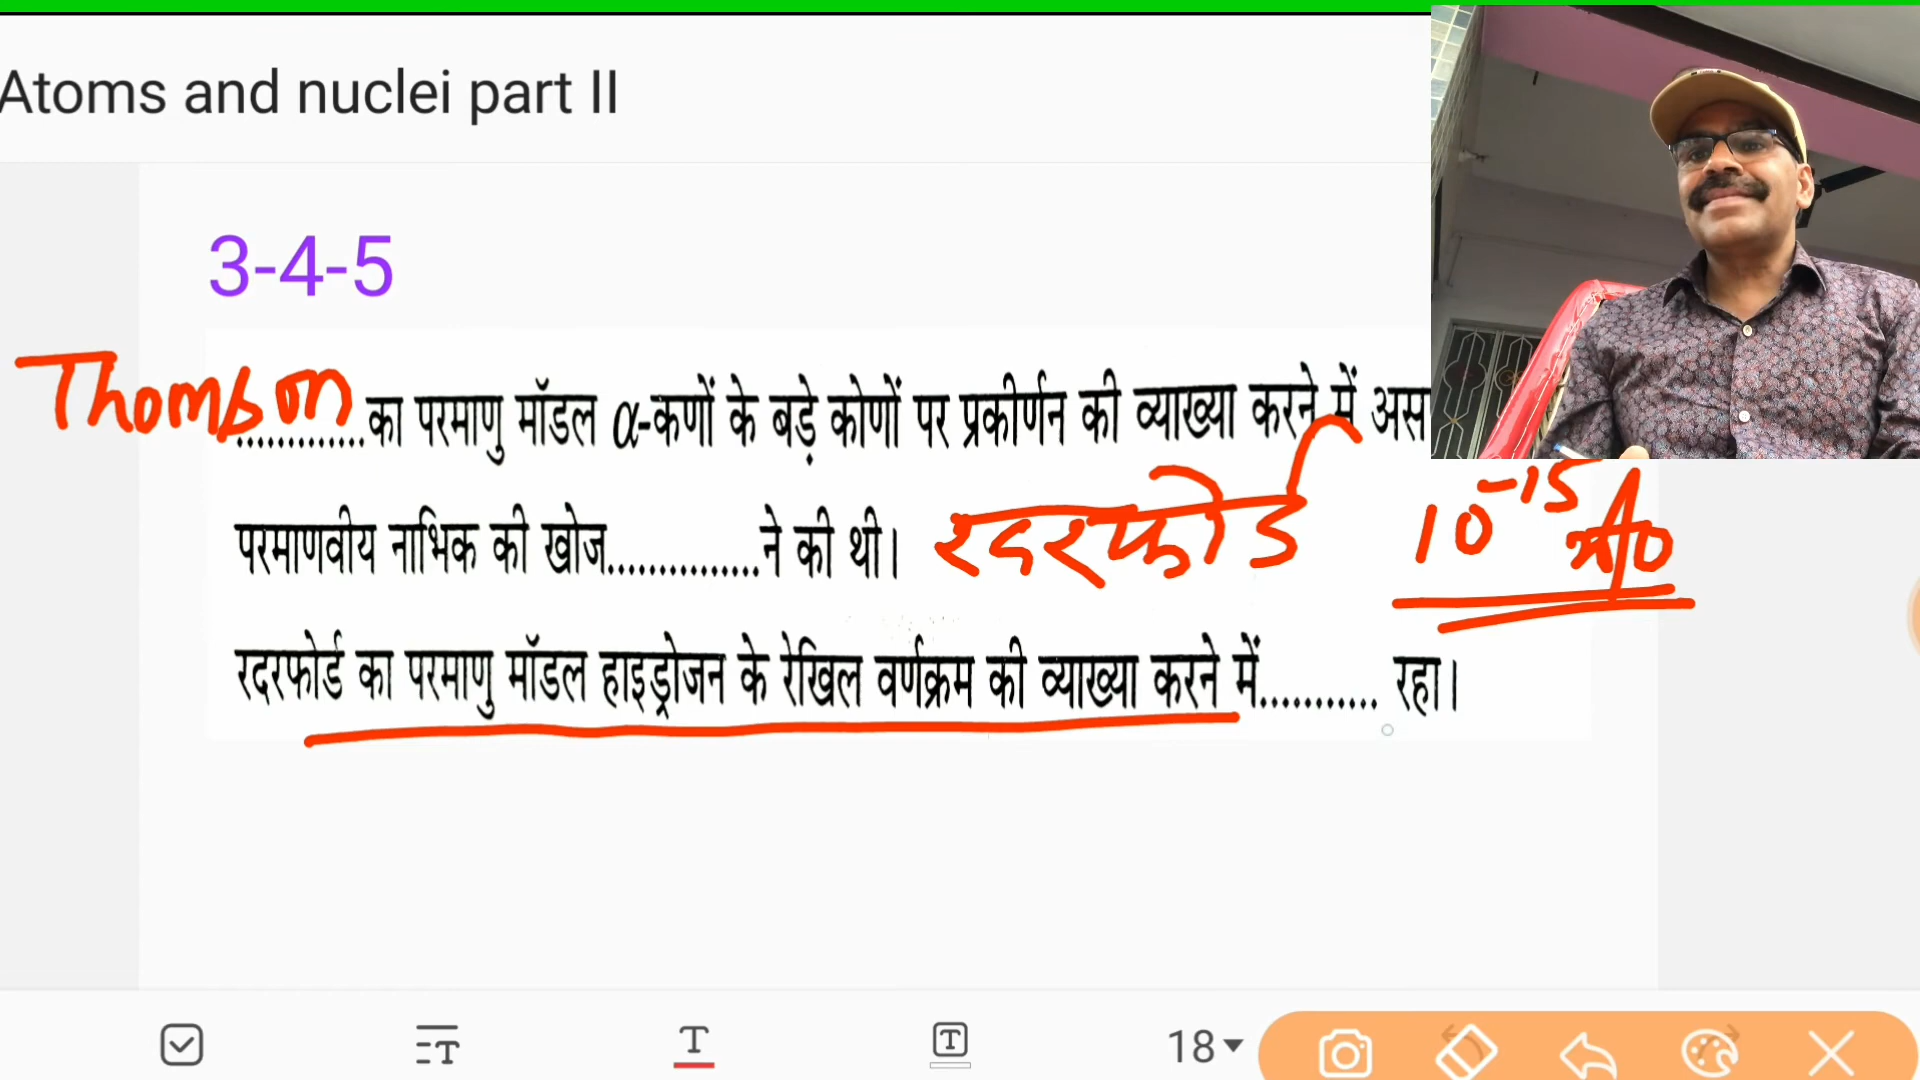 Atoms and nuclei part II
3-4-5
Thomson
.............का परमाणु मॉडल α-कणों के बड़े कोणों पर प्रकीर्णन की व्याख्या करने में अस
10⁻¹⁵
परमाणवीय नाभिक की खोज...............ने की थी। रदरफोर्ड
रदरफोर्ड का परमाणु मॉडल हाइड्रोजन के रेखिल वर्णक्रम की व्याख्या करने में........... रहा।
18